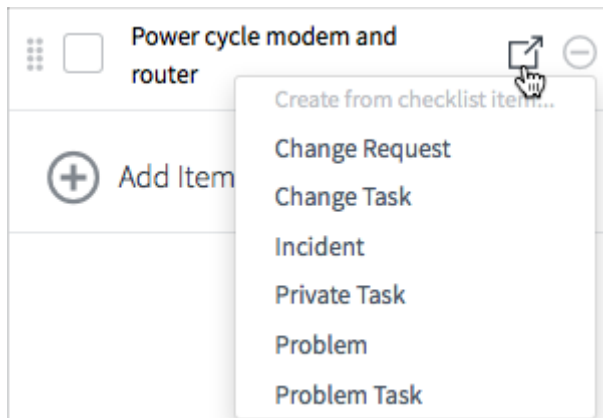 Power cycle modem and
router
Create from checklist item...
Change Request
Add Item
Change Task
Incident
Private Task
Problem
Problem Task